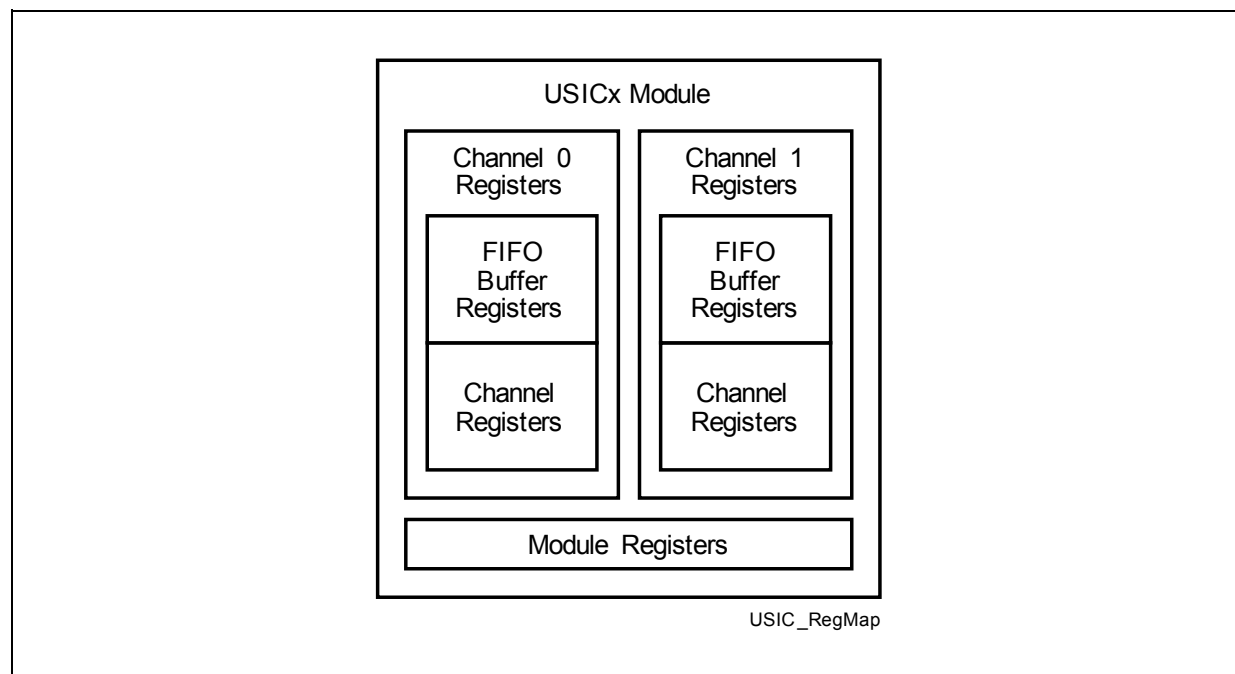 USICx Module
Channel 0
Registers
FIFO
Buffer
Registers
Channel
Registers
Channel 1
Registers
FIFO
Buffer
Registers
Channel
Registers
Module Registers
USIC_RegMap